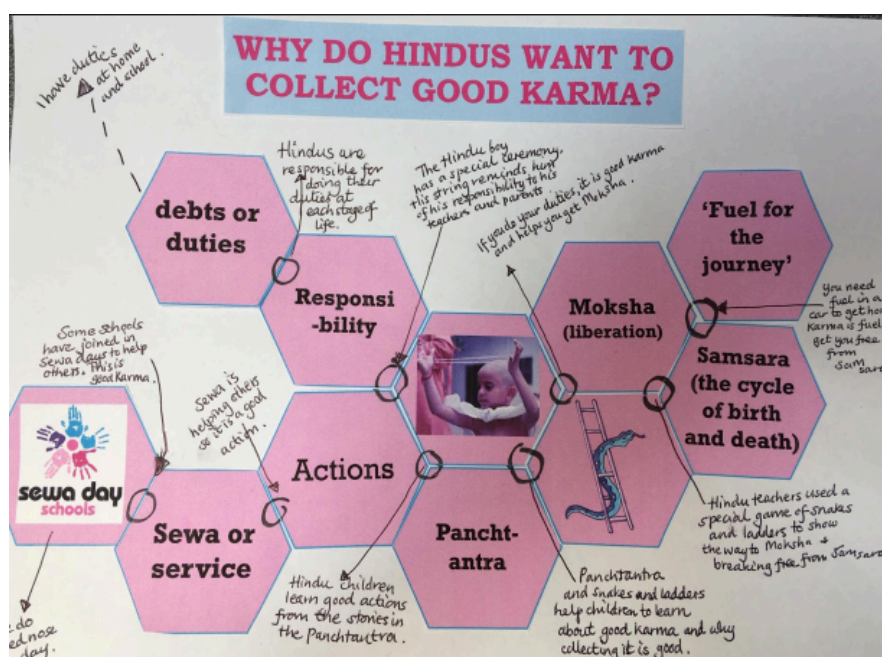 WHY DO HINDUS WANT TO
COLLECT GOOD KARMA?
I have duties
at home
and school.
debts or
duties
Hindus are
responsible for
doing their
duties at
each stage of
life.
Responsi
-bility
The Hindu boy
has a special ceremony.
this string reminds him
of his responsibility to his
teachers and parents
If you do your duties, it is good karma
and helps you get Moksha.
Moksha
(liberation)
'Fuel for
the
journey'
You need
fuel in a
car to get
Karma is fuel
get you free
from
Sam
Samsara
(the cycle
of birth
and death)
Some schools
have joined in
Sewa days to help
others. This is
good karma.
sewa day
schools
Sewa is
helping others
so it is a good
action.
Actions
Sewa or
service
Pancht-
antra
Hindu children
learn good actions
from the stories in
the Panchtantra.
Panchtantra
and snakes and ladders
help children to learn
about good karma and why
collecting it is good.
Hindu teachers used a
special game of snakes
and ladders to show
the way to Moksha +
breaking free from Samsara
do
nose
day.